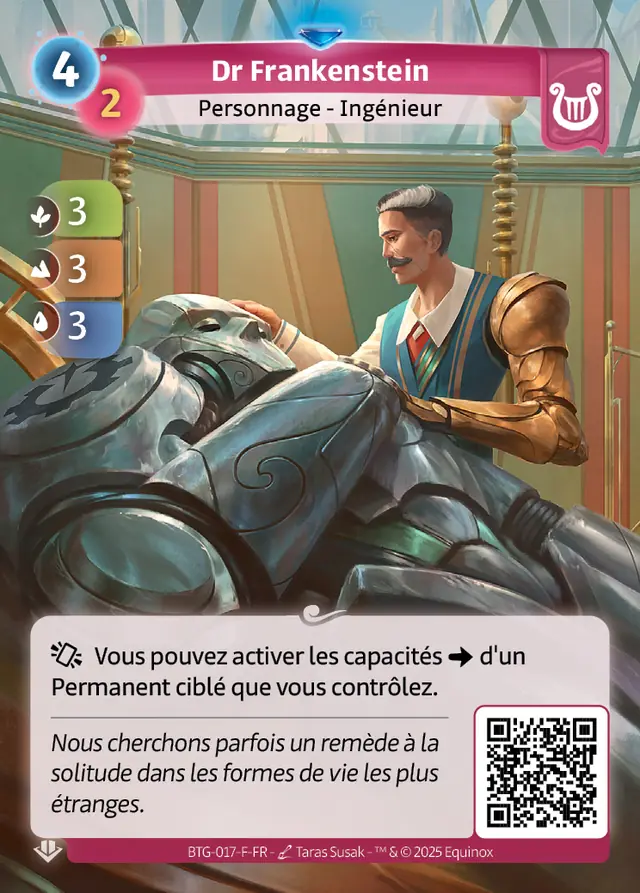 4
Dr Frankenstein
2
Personnage - Ingénieur
3
3
3
Vous pouvez activer les capacités d'un
Permanent ciblé que vous contrôlez.
Nous cherchons parfois un remède à la
solitude dans les formes de vie les plus
étranges.
BTG-017-F-FR - Taras Susak - ™ & © 2025 Equinox